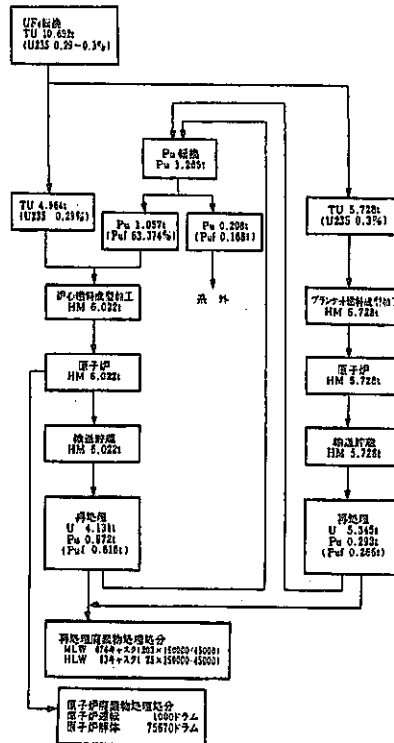 UF₆転換
TU 10.692t
(U235 0.29~0.3%)
Pu 転換
Pu 1.265t
TU 4.964t
(U235 0.29%)
Pu 1.057t
(Puf 63.374%)
Pu 0.208t
(Puf 0.168t)
TU 5.728t
(U235 0.3%)
系外
炉心燃料成型加工
HM 6.022t
ブランケット燃料成型加工
HM 5.728t
原子炉
HM 6.022t
原子炉
HM 5.728t
輸送貯蔵
HM 6.022t
輸送貯蔵
HM 5.728t
再処理
U 4.131t
Pu 0.972t
(Puf 0.616t)
再処理
U 5.345t
Pu 0.293t
(Puf 0.265t)
再処理廃棄物処理処分
MLW
HLW
原子炉廃棄物処理処分
原子炉運転 1000ドラム
原子炉解体 75570ドラム